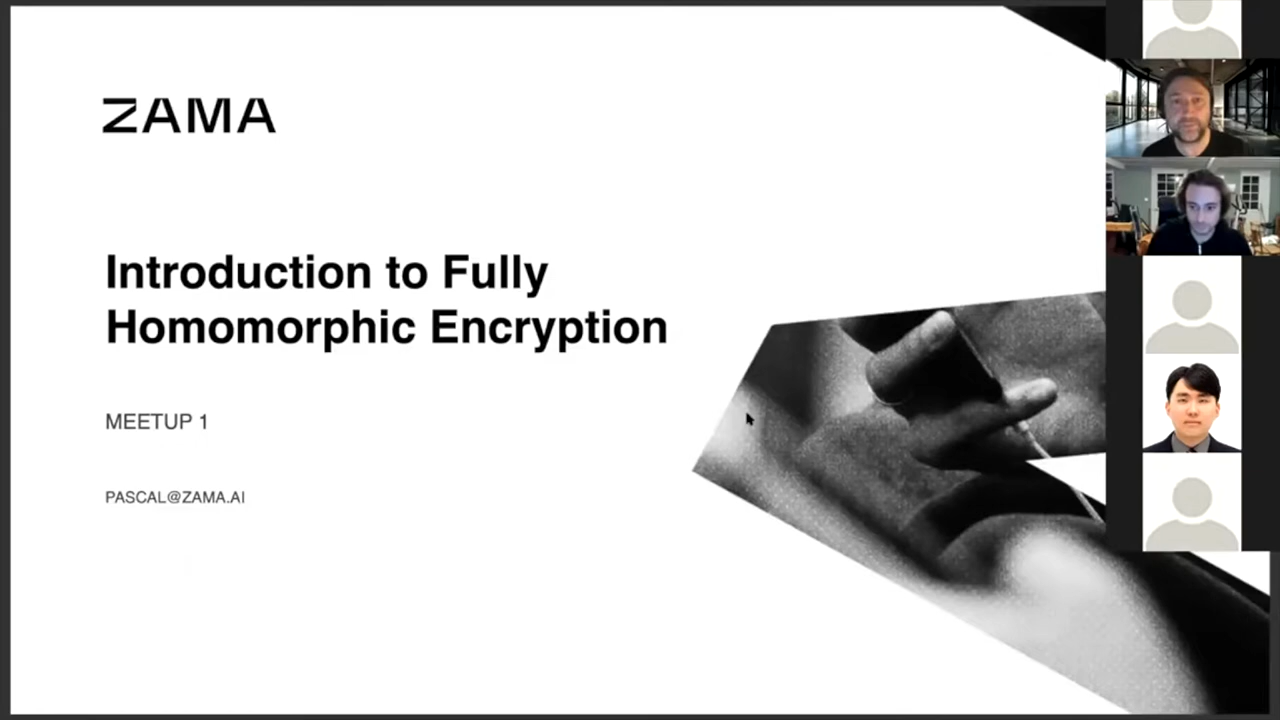 ZAMA
Introduction to Fully
Homomorphic Encryption
MEETUP 1
PASCAL@ZAMA.AI